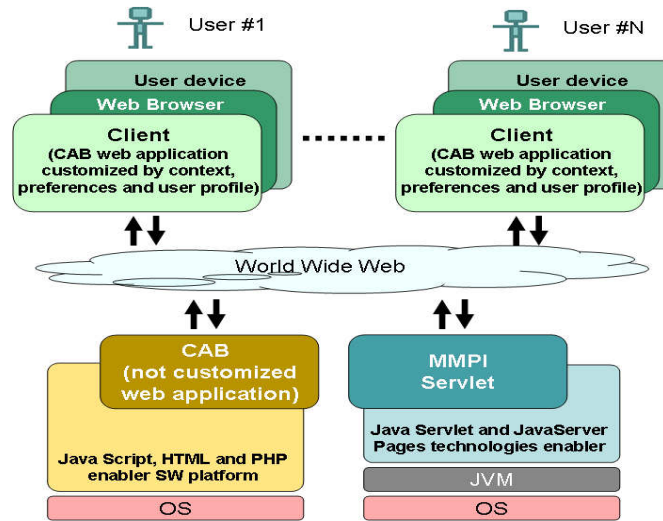 User #1
User #N
User device
Web Browser
Client
(CAB web application
customized by context,
preferences and user profile)
User device
Web Browser
Client
(CAB web application
customized by context,
preferences and user profile)
World Wide Web
CAB
(not customized
web application)
Java Script, HTML and PHP
enabler SW platform
OS
MMPI
Servlet
Java Servlet and JavaServer
Pages technologies enabler
JVM
OS